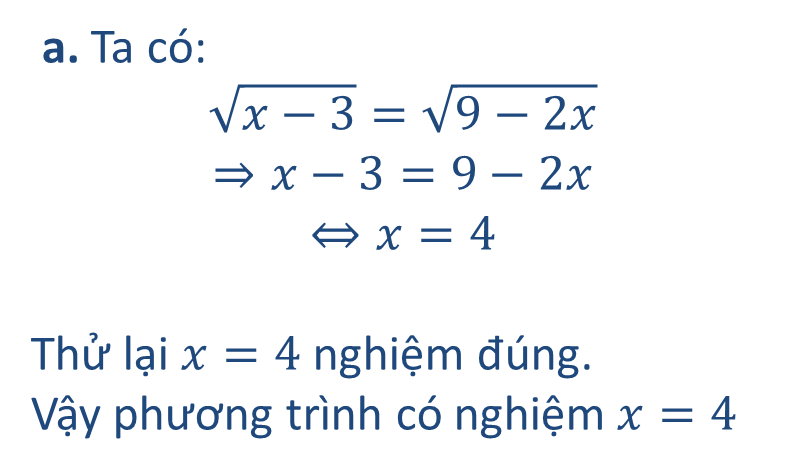 a. Ta có:
√(x − 3) = √(9 − 2x)
⇒ x − 3 = 9 − 2x
⇔ x = 4
Thử lại x = 4 nghiệm đúng.
Vậy phương trình có nghiệm x = 4